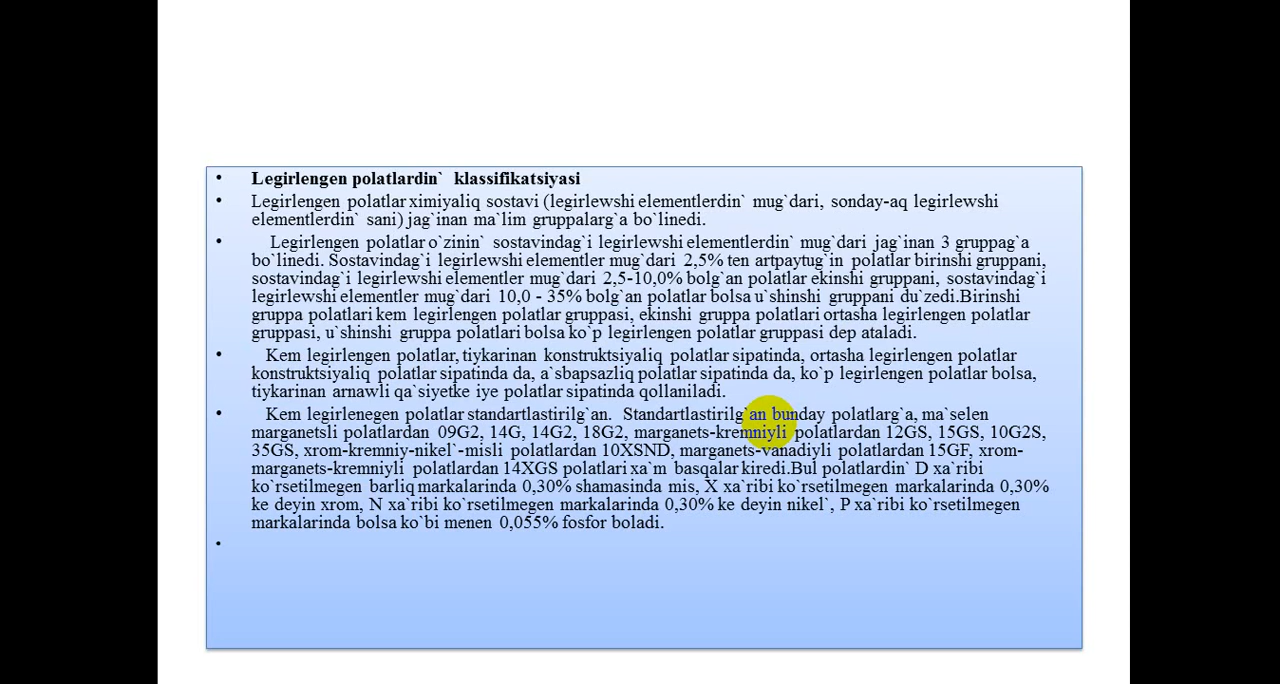 Legirlengen polatlardin` klassifikatsiyasi
Legirlengen polatlar ximiyaliq sostavi (legirlewshi elementlerdin` mug`dari, sonday-aq legirlewshi
elementlerdin` sani) jag`inan ma`lim gruppalarg`a bo`linedi.
Legirlengen polatlar o`zinin` sostavindag`i legirlewshi elementlerdin` mug`dari jag`inan 3 gruppag`a
bo`linedi. Sostavindag`i legirlewshi elementler mug`dari 2,5% ten artpaytug`in polatlar birinshi gruppani,
sostavindag`i legirlewshi elementler mug`dari 2,5-10,0% bolg`an polatlar ekinshi gruppani, sostavindag`i
legirlewshi elementler mug`dari 10,0 - 35% bolg`an polatlar bolsa u`shinshi gruppani du`zedi.Birinshi
gruppa polatlari kem legirlengen polatlar gruppasi, ekinshi gruppa polatlari ortasha legirlengen polatlar
gruppasi, u`shinshi gruppa polatlari bolsa ko`p legirlengen polatlar gruppasi dep ataladi.
Kem legirlengen polatlar, tiykarinan konstruktsiyaliq polatlar sipatinda, ortasha legirlengen polatlar
konstruktsiyaliq polatlar sipatinda da, a`sbapsazliq polatlar sipatinda da, ko`p legirlengen polatlar bolsa,
tiykarinan arnawli qa`siyetke iye polatlar sipatinda qollaniladi.
Kem legirlenegen polatlar standartlastirilg`an. Standartlastirilg`an bunday polatlarg`a, ma`selen
marganetsli polatlardan 09G2, 14G, 14G2, 18G2, marganets-kremniyli polatlardan 12GS, 15GS, 10G2S,
35GS, xrom-kremniy-nikel`-misli polatlardan 10XSND, marganets-vanadiyli polatlardan 15GF, xrom-
marganets-kremniyli polatlardan 14XGS polatlari xa`m basqalar kiredi.Bul polatlardin` D xa`ribi
ko`rsetilmegen barliq markalarinda 0,30% shamasinda mis, X xa`ribi ko`rsetilmegen markalarinda 0,30%
ke deyin xrom, N xa`ribi ko`rsetilmegen markalarinda 0,30% ke deyin nikel`, P xa`ribi ko`rsetilmegen
markalarinda bolsa ko`bi menen 0,055% fosfor boladi.